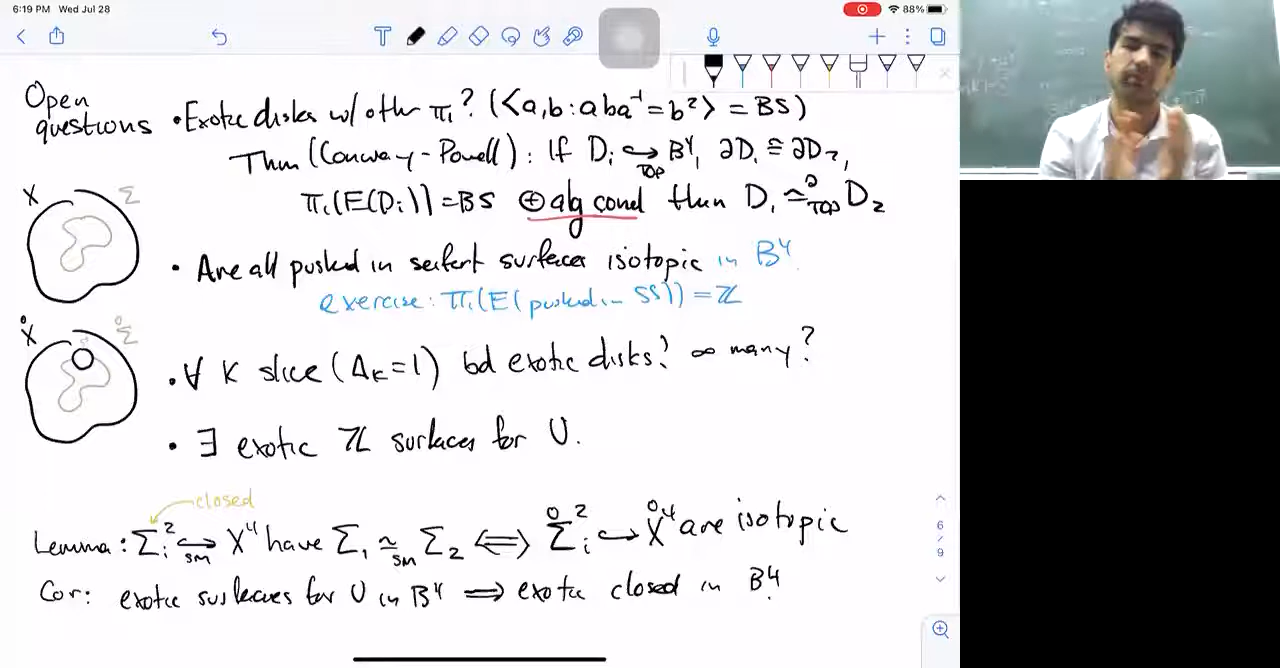 6:19 PM Wed Jul 28
88%
Open
questions
• Exotic disks w/ other π₁? (⟨a,b : aba⁻¹ = b²⟩ = BS)
Thm (Conway-Powell): If Dᵢ ↪ B⁴, ∂D₁ ≅ ∂D₂,
TOP
π₁(E(Dᵢ)) = BS ⊕ alg cond then D₁ ≃∂ TOP D₂
X Σ
• Are all pushed in seifert surfaces isotopic in B⁴.
exercise: π₁(E(pushed in SS)) = ℤ
X̊ Σ̊
• ∀ K slice (Δ_K = 1) bd exotic disks? ∞ many?
• ∃ exotic ℤ surfaces for U.
closed
Lemma: Σᵢ² ↪ X⁴ have Σ₁ ≃ Σ₂ ⟺ Σ̊ᵢ² ↪ X̊⁴ are isotopic
sm sm
Cor: exotic surfaces for U in B⁴ ⟹ exotic closed in B⁴.
6
/
9